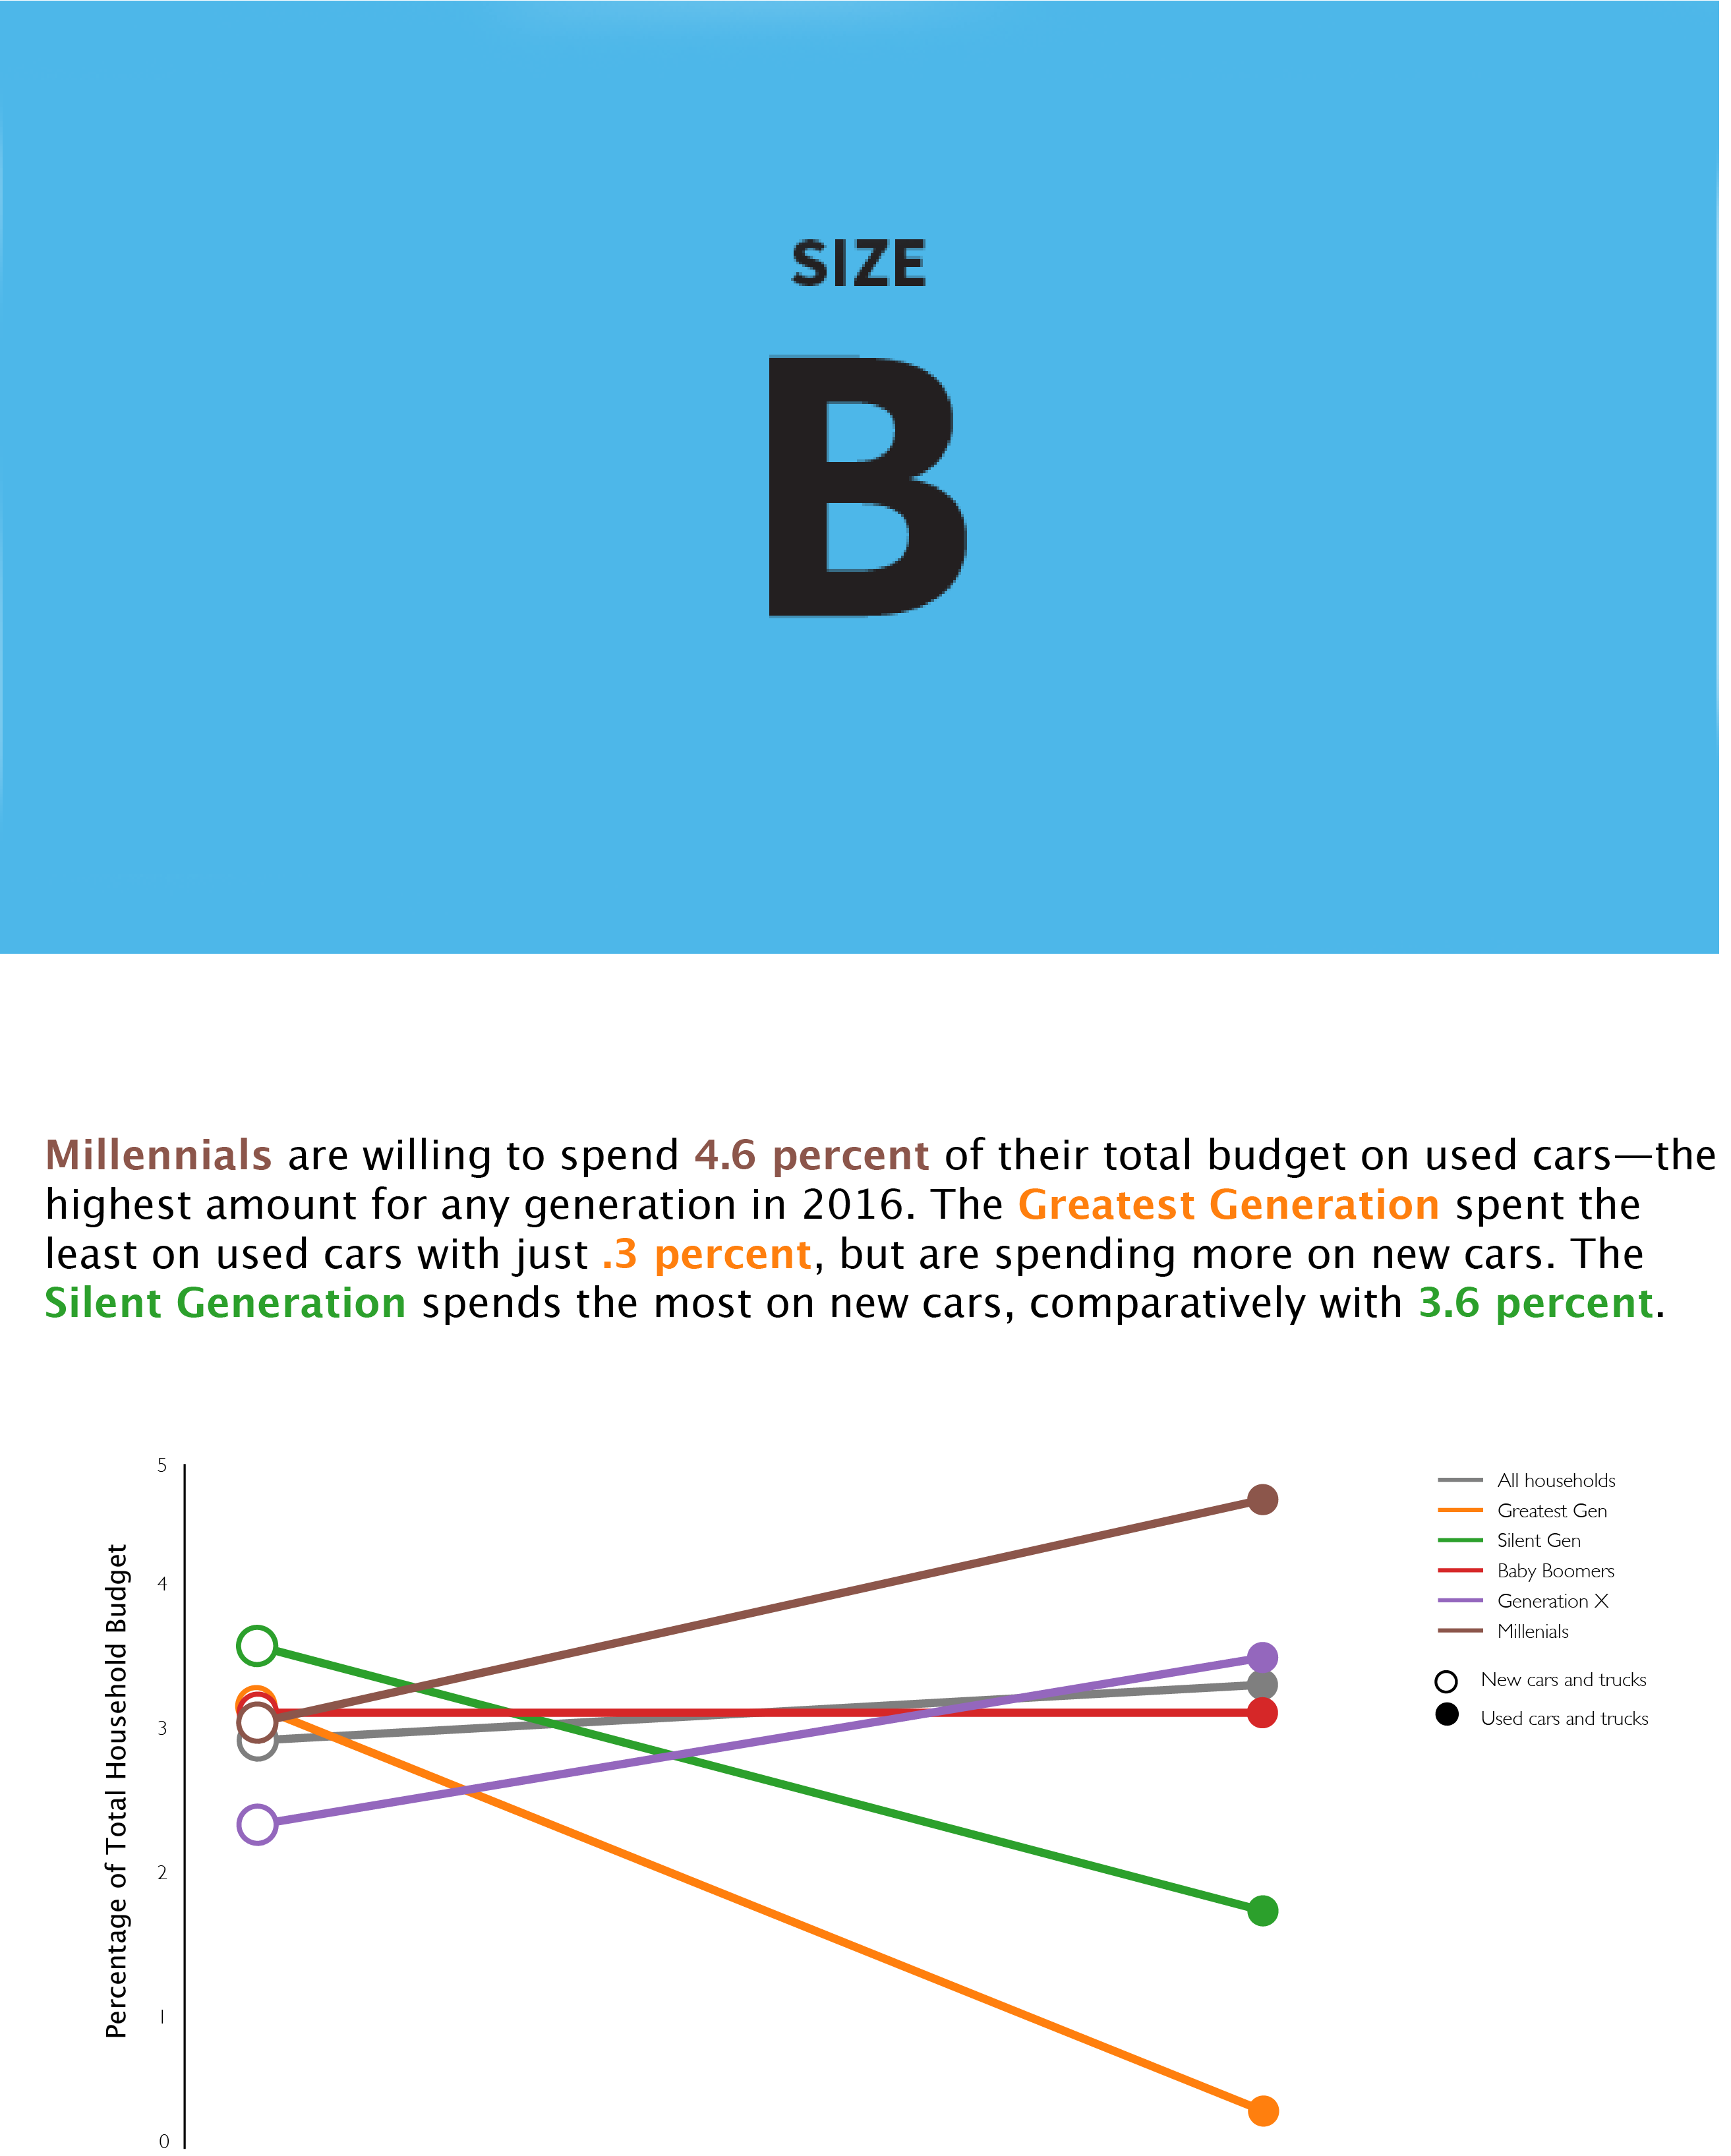 SIZE
B
Millennials are willing to spend 4.6 percent of their total budget on used cars—the
highest amount for any generation in 2016. The Greatest Generation spent the
least on used cars with just .3 percent, but are spending more on new cars. The
Silent Generation spends the most on new cars, comparatively with 3.6 percent.
Percentage of Total Household Budget
5
4
3
2
1
0
All households
Greatest Gen
Silent Gen
Baby Boomers
Generation X
Millenials
New cars and trucks
Used cars and trucks